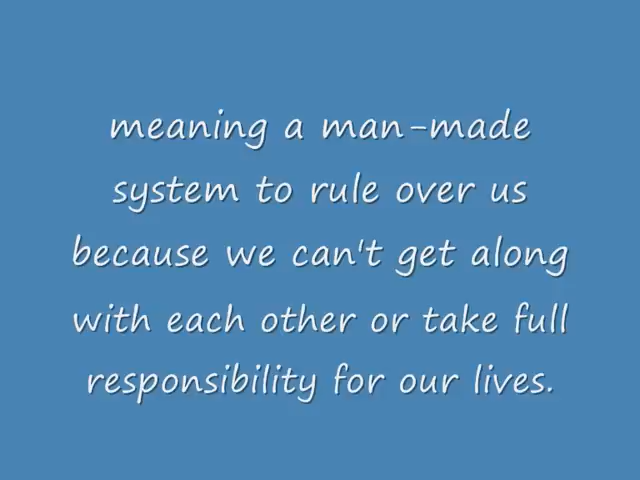 meaning a man-made
system to rule over us
because we can't get along
with each other or take full
responsibility for our lives.